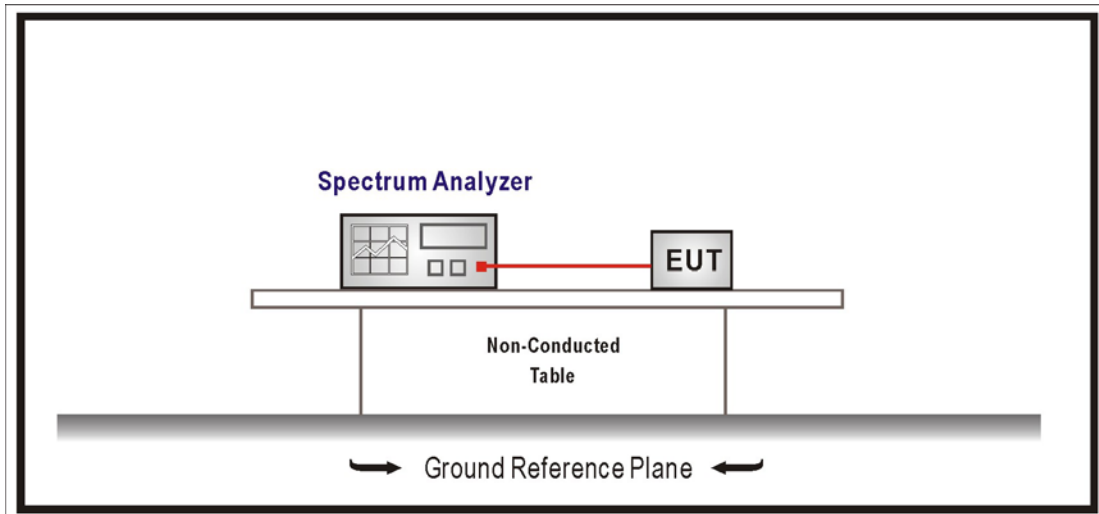 Spectrum Analyzer
EUT
Non-Conducted
Table
Ground Reference Plane